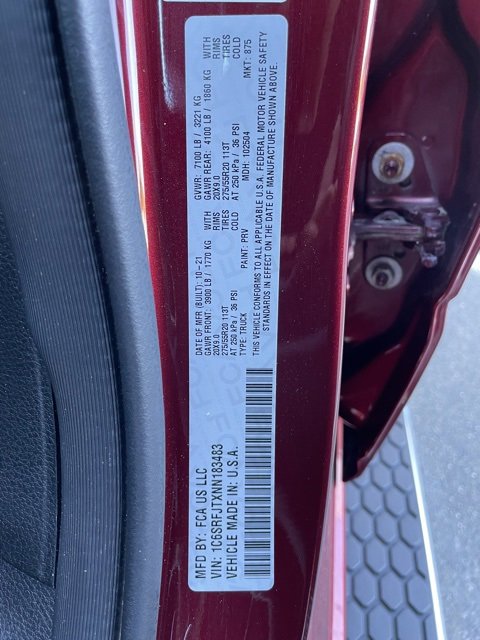 MFD BY: FCA US LLC
VIN: 1C6SRFJTXNN183483
VEHICLE MADE IN: U.S.A.
DATE OF MFR (BUILT): 10-21 GVWR: 7100 LB / 3221 KG
GAWR FRONT: 3900 LB / 1770 KG WITH GAWR REAR: 4100 LB / 1860 KG WITH
20X9.0 RIMS 20X9.0 RIMS
275/55R20 113T TIRES 275/55R20 113T TIRES
AT 250 kPa / 36 PSI COLD AT 250 kPa / 36 PSI COLD
TYPE: TRUCK PAINT: PRV MDH: 102504 MKT: 875
THIS VEHICLE CONFORMS TO ALL APPLICABLE U.S.A. FEDERAL MOTOR VEHICLE SAFETY
STANDARDS IN EFFECT ON THE DATE OF MANUFACTURE SHOWN ABOVE.